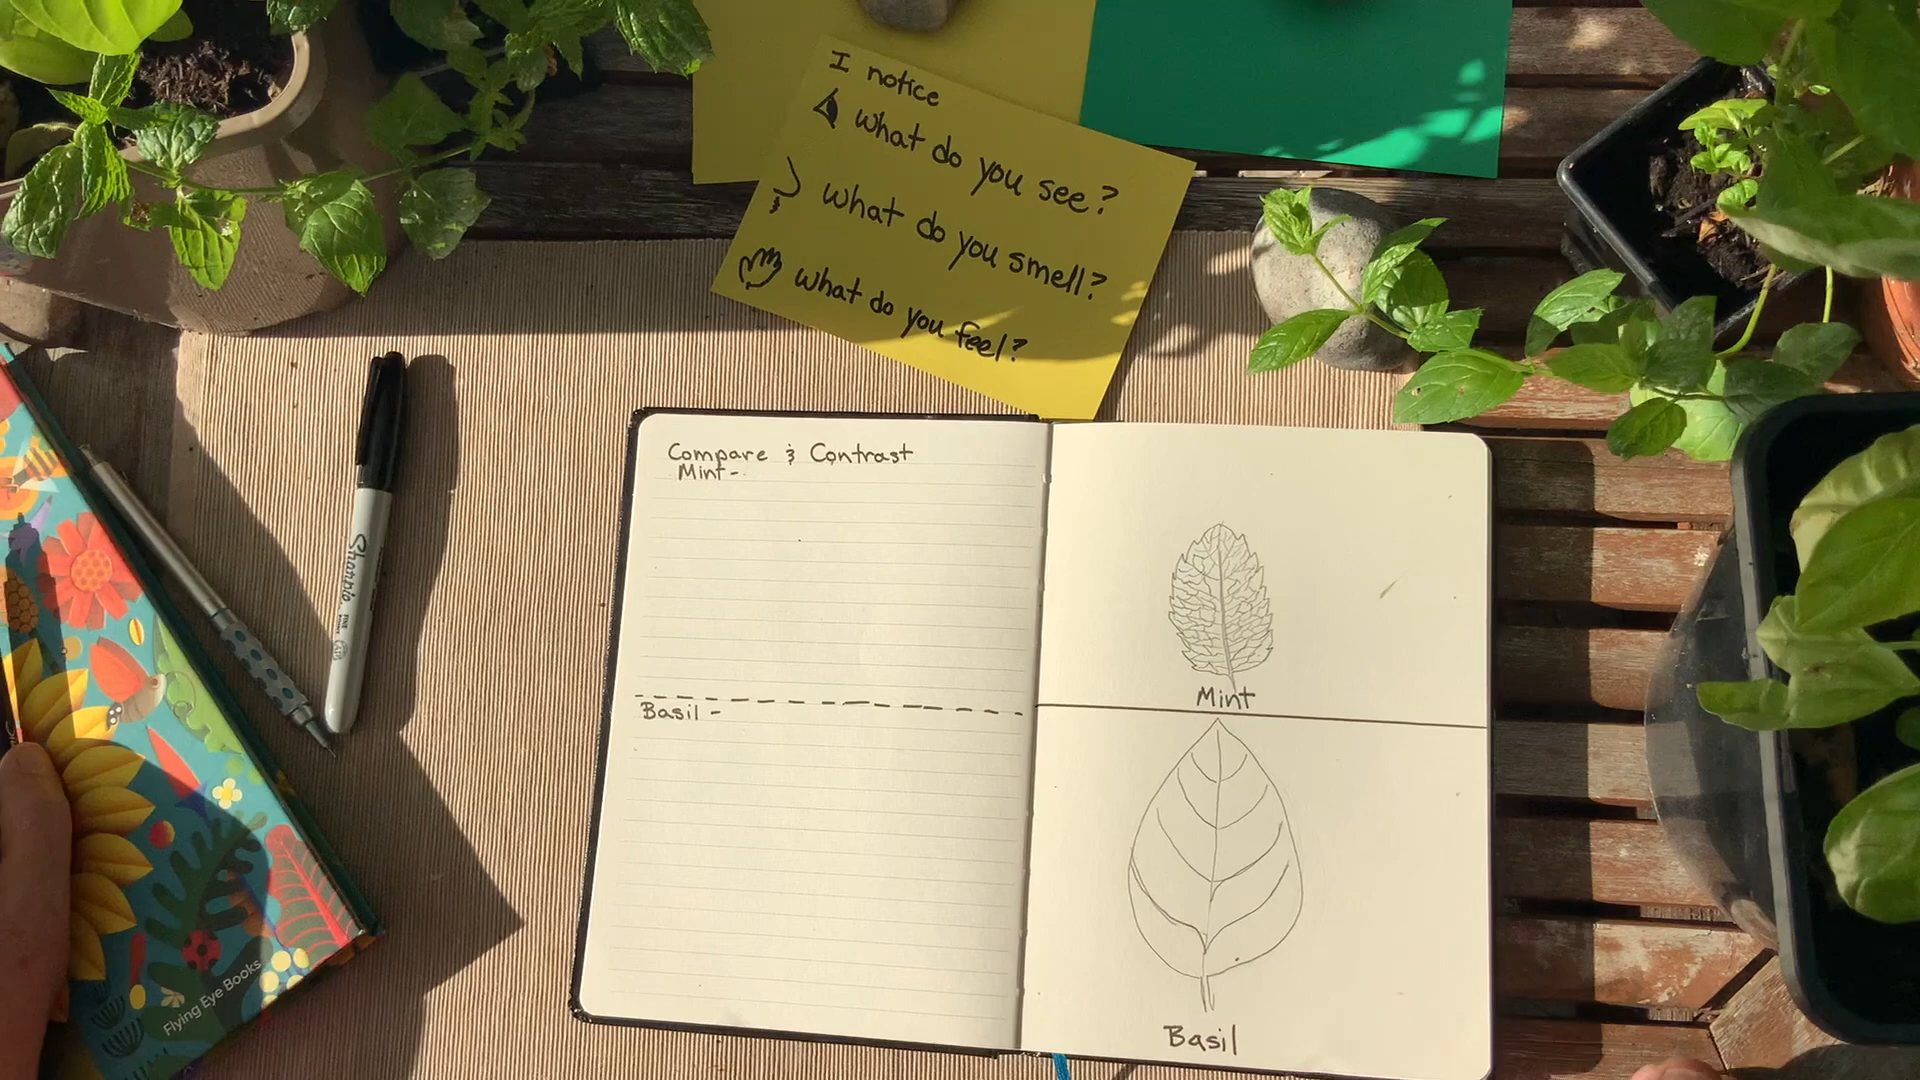 I notice
what do you see?
what do you smell?
what do you feel?
Compare & Contrast
Mint-
Basil -
Mint
Basil
Sharpie
Flying Eye Books